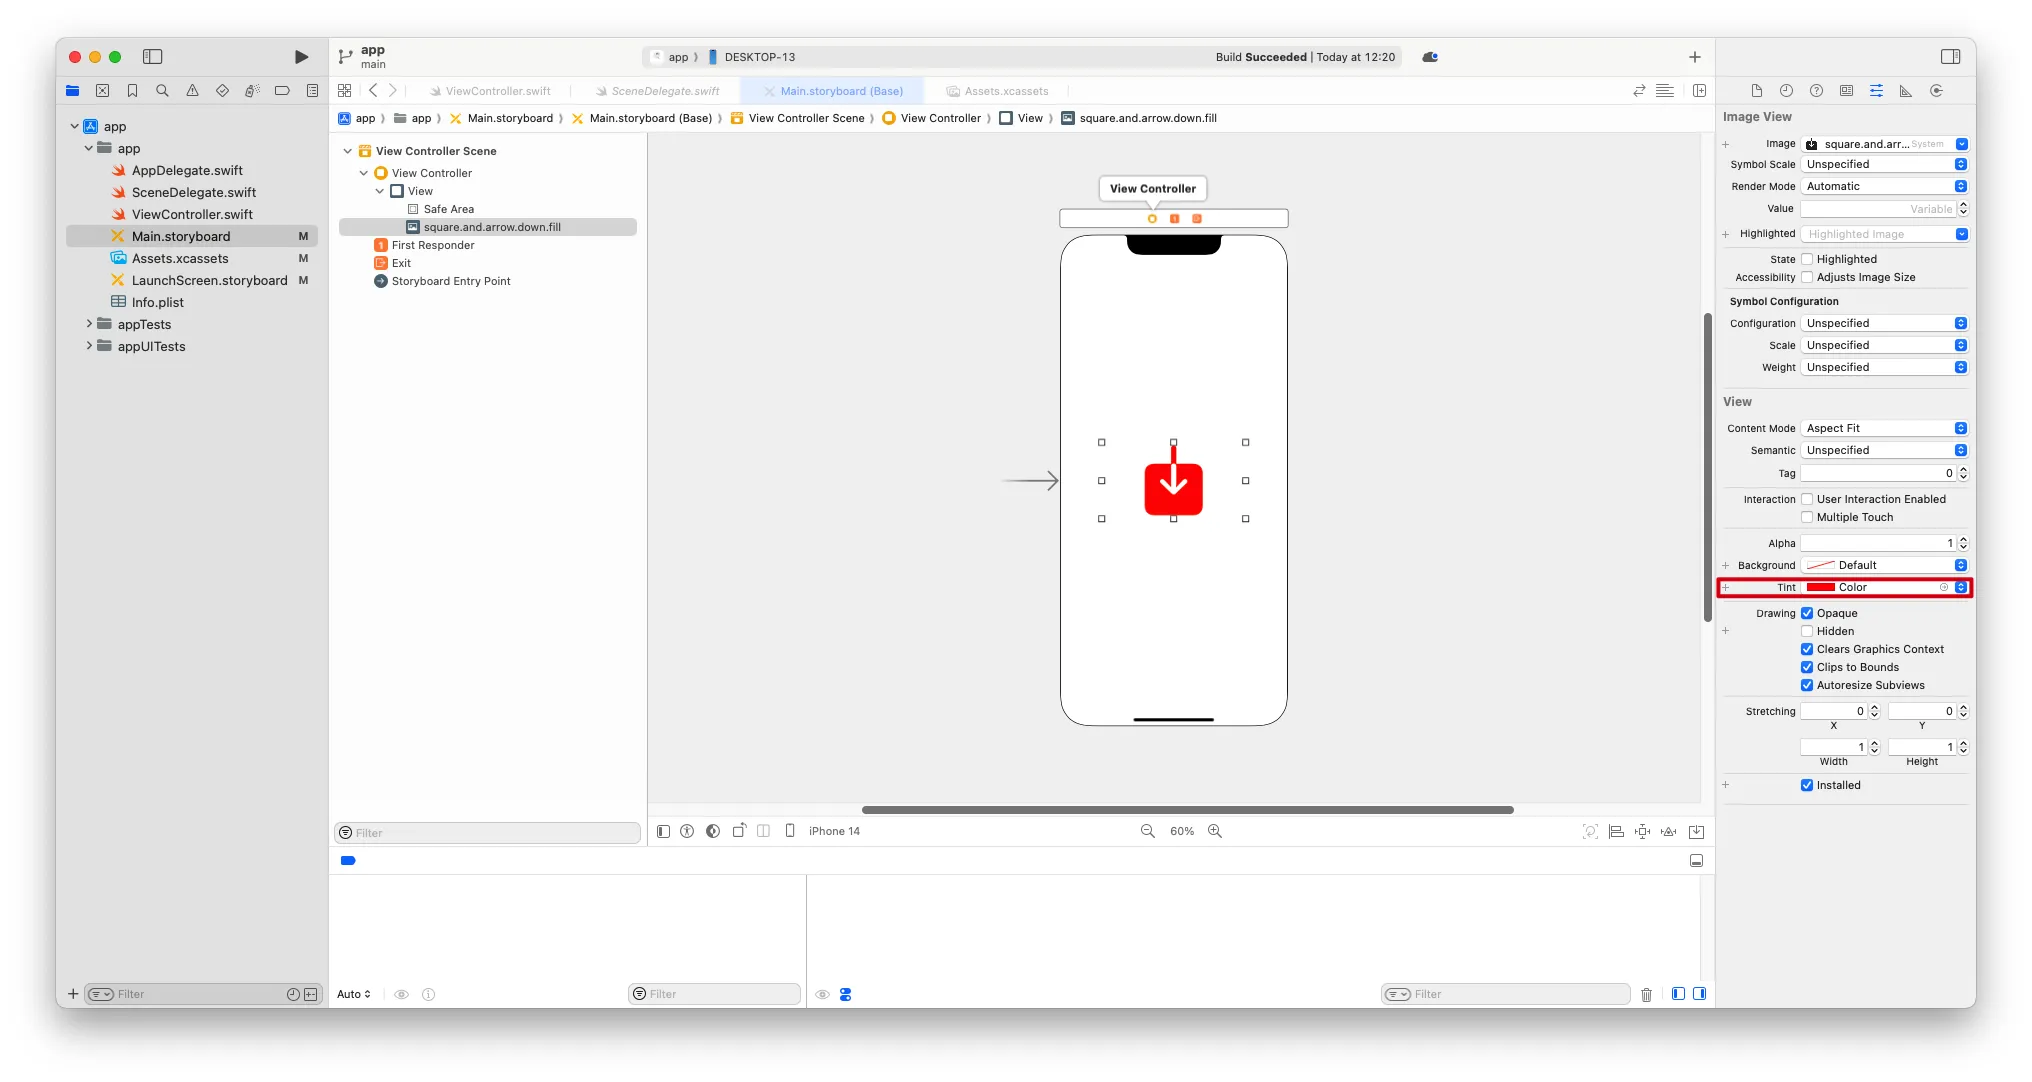 app
main
app
DESKTOP-13
Build Succeeded | Today at 12:20
ViewController.swift
SceneDelegate.swift
Main.storyboard (Base)
Assets.xcassets
app
app
Main.storyboard
Main.storyboard (Base)
View Controller Scene
View Controller
View
square.and.arrow.down.fill
app
app
AppDelegate.swift
SceneDelegate.swift
ViewController.swift
Main.storyboard M
Assets.xcassets M
LaunchScreen.storyboard M
Info.plist
appTests
appUITests
Filter
View Controller Scene
View Controller
View
Safe Area
square.and.arrow.down.fill
1 First Responder
Exit
Storyboard Entry Point
Filter
View Controller
1
iPhone 14
60%
Auto
Filter
Filter
Image View
Image square.and.arr... System
Symbol Scale Unspecified
Render Mode Automatic
Value Variable
Highlighted Highlighted Image
State Highlighted
Accessibility Adjusts Image Size
Symbol Configuration
Configuration Unspecified
Scale Unspecified
Weight Unspecified
View
Content Mode Aspect Fit
Semantic Unspecified
Tag 0
Interaction User Interaction Enabled
Multiple Touch
Alpha 1
Background Default
Tint Color
Drawing Opaque
Hidden
Clears Graphics Context
Clips to Bounds
Autoresize Subviews
Stretching 0 0
X Y
1 1
Width Height
Installed